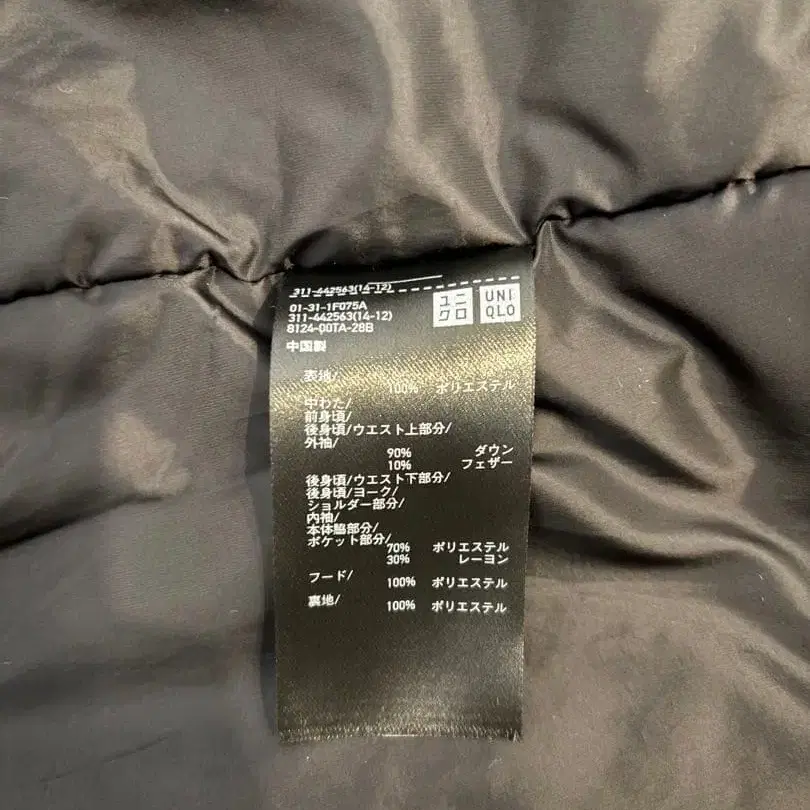 311-442563(14-12)
01-31-1F075A
311-442563(14-12)
8124-00TA-28B
ユニ
クロ
UNI
QLO
中国製
表地/
100% ポリエステル
中わた/
前身頃/
後身頃/ウエスト上部分/
外袖/
90% ダウン
10% フェザー
後身頃/ウエスト下部分/
後身頃/ヨーク/
ショルダー部分/
内袖/
本体脇部分/
ポケット部分/
70% ポリエステル
30% レーヨン
フード/
100% ポリエステル
裏地/
100% ポリエステル